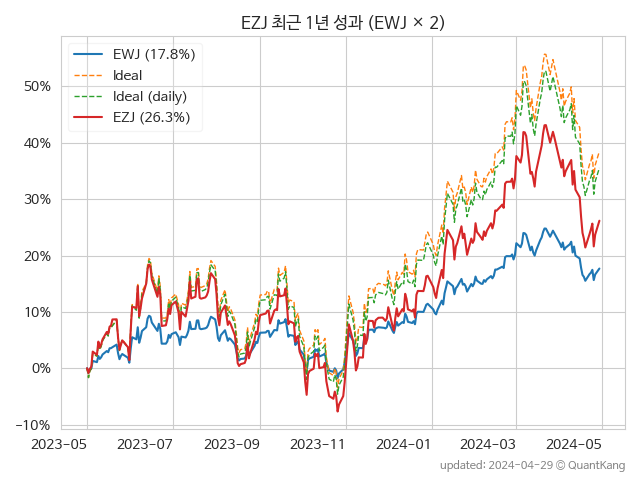 EZJ 최근 1년 성과 (EWJ × 2)
EWJ (17.8%)
Ideal
Ideal (daily)
EZJ (26.3%)
50%
40%
30%
20%
10%
0%
−10%
2023-05 2023-07 2023-09 2023-11 2024-01 2024-03 2024-05
updated: 2024-04-29 © QuantKang